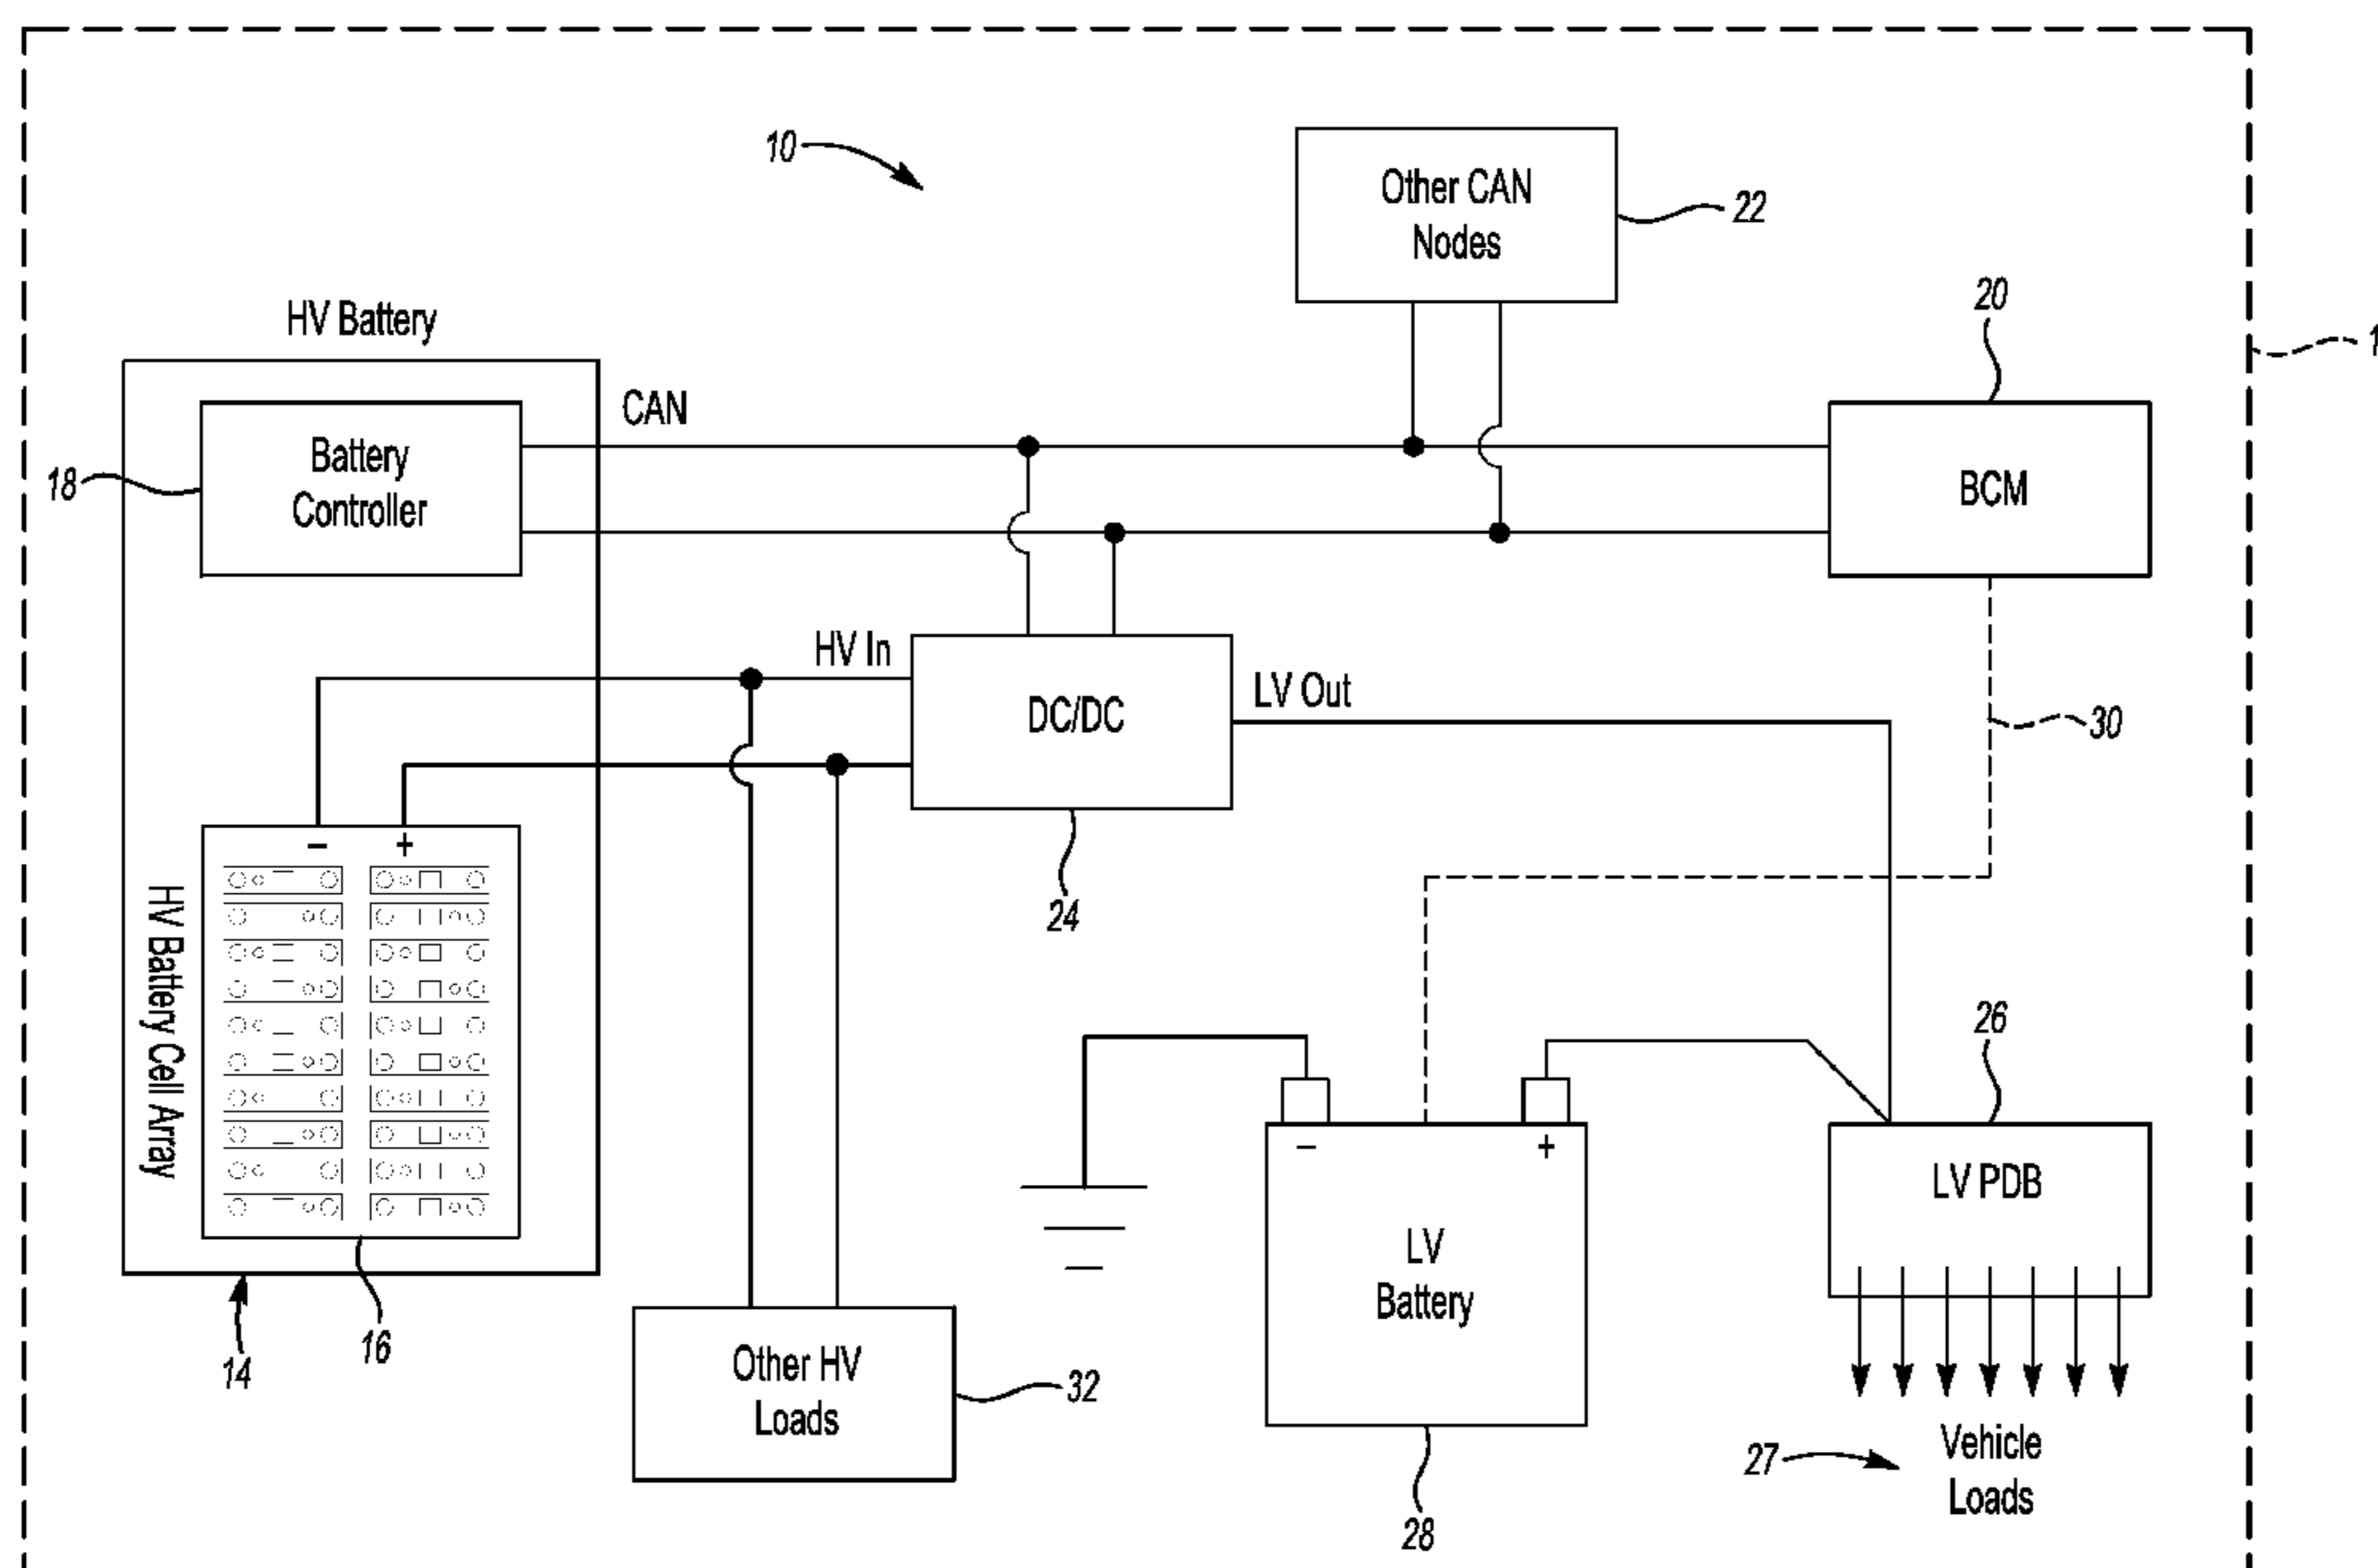 10
Other CAN
Nodes
22
20
HV Battery
CAN
Battery
Controller
18
BCM
HV In
LV Out
DC/DC
30
− +
24
HV Battery Cell Array
26
− +
LV PDB
LV
Battery
16
14
Other HV
Loads
32
27
Vehicle
Loads
28